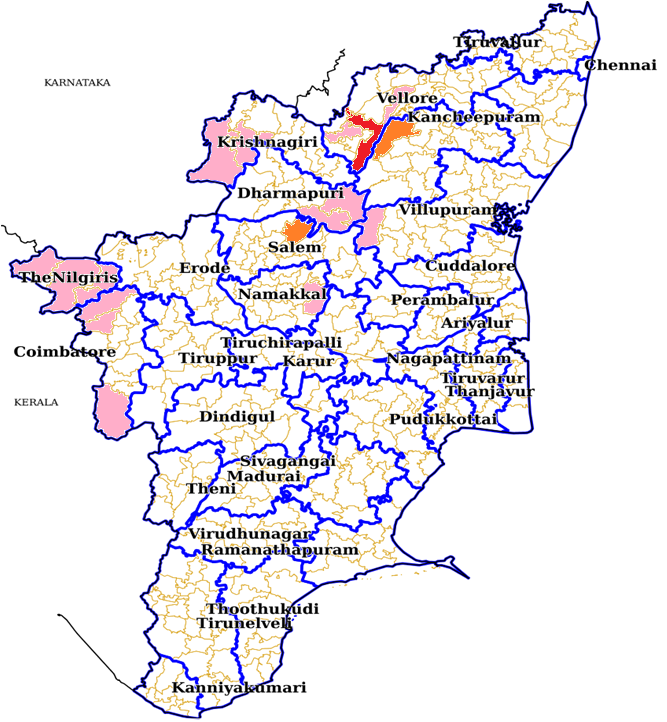 Tiruvallur
Chennai
KARNATAKA
Vellore
Kancheepuram
Krishnagiri
Dharmapuri
Villupuram
Salem
Cuddalore
Erode
TheNilgiris
Namakkal
Perambalur
Ariyalur
Tiruchirapalli
Coimbatore
Tiruppur
Karur
Nagapattinam
Tiruvarur
Thanjavur
KERALA
Dindigul
Pudukkottai
Sivagangai
Madurai
Theni
Virudhunagar
Ramanathapuram
Thoothukudi
Tirunelveli
Kanniyakumari